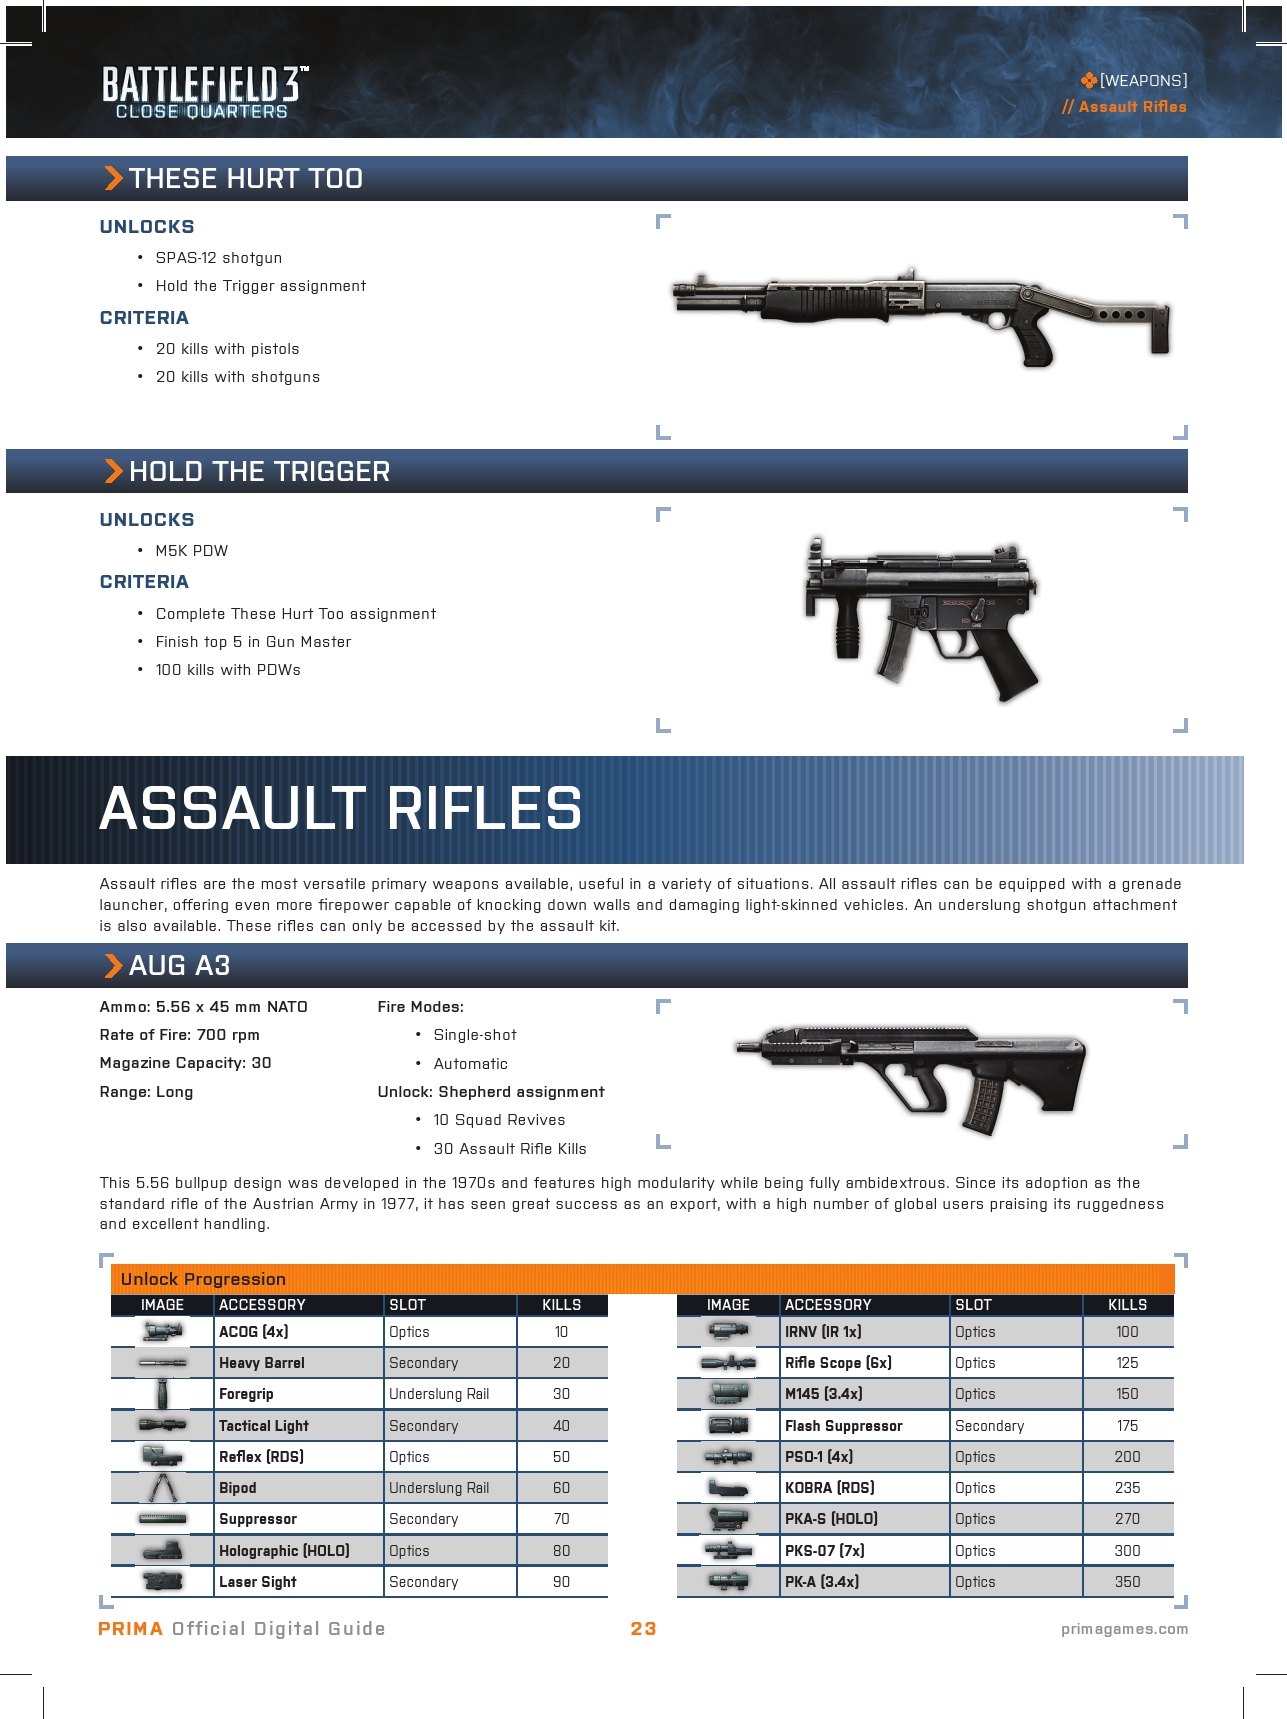 BATTLEFIELD 3™
CLOSE QUARTERS
[WEAPONS]
// Assault Rifles
THESE HURT TOO
UNLOCKS
• SPAS-12 shotgun
• Hold the Trigger assignment
CRITERIA
• 20 kills with pistols
• 20 kills with shotguns
HOLD THE TRIGGER
UNLOCKS
• M5K PDW
CRITERIA
• Complete These Hurt Too assignment
• Finish top 5 in Gun Master
• 100 kills with PDWs
ASSAULT RIFLES
Assault rifles are the most versatile primary weapons available, useful in a variety of situations. All assault rifles can be equipped with a grenade
launcher, offering even more firepower capable of knocking down walls and damaging light-skinned vehicles. An underslung shotgun attachment
is also available. These rifles can only be accessed by the assault kit.
AUG A3
Ammo: 5.56 x 45 mm NATO
Rate of Fire: 700 rpm
Magazine Capacity: 30
Range: Long
Fire Modes:
• Single-shot
• Automatic
Unlock: Shepherd assignment
• 10 Squad Revives
• 30 Assault Rifle Kills
This 5.56 bullpup design was developed in the 1970s and features high modularity while being fully ambidextrous. Since its adoption as the
standard rifle of the Austrian Army in 1977, it has seen great success as an export, with a high number of global users praising its ruggedness
and excellent handling.
Unlock Progression
IMAGE ACCESSORY SLOT KILLS
ACOG (4x) Optics 10
Heavy Barrel Secondary 20
Foregrip Underslung Rail 30
Tactical Light Secondary 40
Reflex (RDS) Optics 50
Bipod Underslung Rail 60
Suppressor Secondary 70
Holographic (HOLO) Optics 80
Laser Sight Secondary 90
IMAGE ACCESSORY SLOT KILLS
IRNV (IR 1x) Optics 100
Rifle Scope (6x) Optics 125
M145 (3.4x) Optics 150
Flash Suppressor Secondary 175
PSO-1 (4x) Optics 200
KOBRA (RDS) Optics 235
PKA-S (HOLO) Optics 270
PKS-07 (7x) Optics 300
PK-A (3.4x) Optics 350
PRIMA Official Digital Guide
23
primagames.com